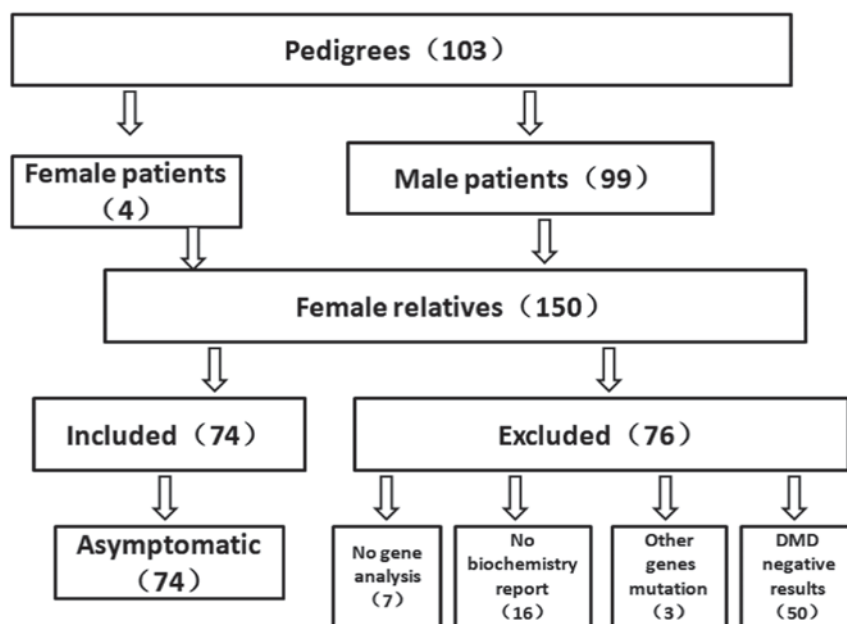 Pedigrees（103）
Female patients
（4）
Male patients（99）
Female relatives（150）
Included（74）
Excluded（76）
Asymptomatic
（74）
No gene
analysis
（7）
No
biochemistry
report
（16）
Other
genes
mutation
（3）
DMD
negative
results
（50）